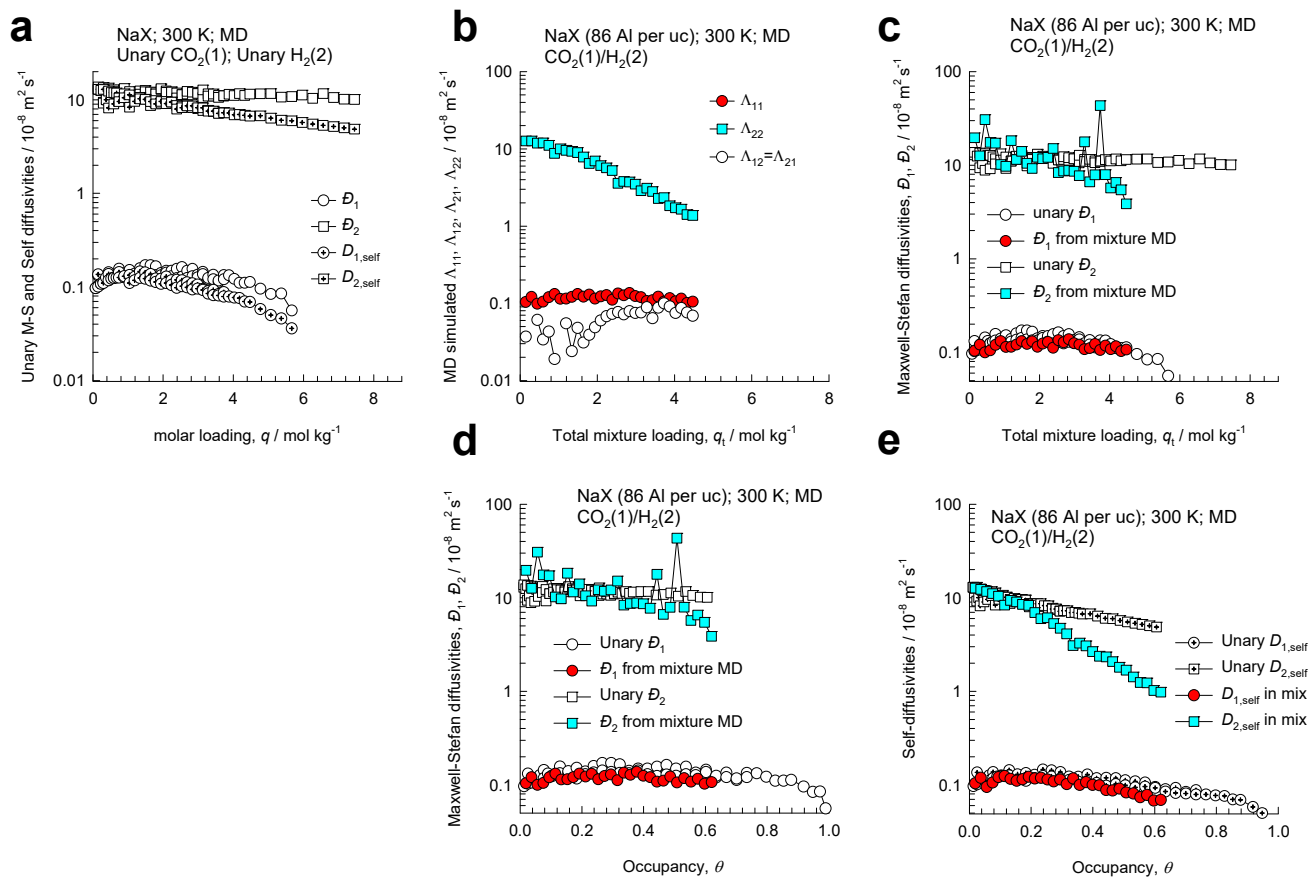 a
NaX; 300 K; MD
Unary CO₂(1); Unary H₂(2)
Unary M-S and Self diffusivities / 10⁻⁸ m² s⁻¹
10
1
0.1
0.01
Đ₁
Đ₂
D₁,self
D₂,self
0 2 4 6 8
molar loading, q / mol kg⁻¹
b
NaX (86 Al per uc); 300 K; MD
CO₂(1)/H₂(2)
MD simulated Λ₁₁, Λ₁₂, Λ₂₁, Λ₂₂ / 10⁻⁸ m² s⁻¹
100
10
1
0.1
0.01
Λ₁₁
Λ₂₂
Λ₁₂=Λ₂₁
0 2 4 6 8
Total mixture loading, qₜ / mol kg⁻¹
c
NaX (86 Al per uc); 300 K; MD
CO₂(1)/H₂(2)
Maxwell-Stefan diffusivities, Đ₁, Đ₂ / 10⁻⁸ m² s⁻¹
100
10
1
0.1
unary Đ₁
Đ₁ from mixture MD
unary Đ₂
Đ₂ from mixture MD
0 2 4 6 8
Total mixture loading, qₜ / mol kg⁻¹
d
NaX (86 Al per uc); 300 K; MD
CO₂(1)/H₂(2)
Maxwell-Stefan diffusivities, Đ₁, Đ₂ / 10⁻⁸ m² s⁻¹
100
10
1
0.1
Unary Đ₁
Đ₁ from mixture MD
Unary Đ₂
Đ₂ from mixture MD
0.0 0.2 0.4 0.6 0.8 1.0
Occupancy, θ
e
NaX (86 Al per uc); 300 K; MD
CO₂(1)/H₂(2)
Self-diffusivities / 10⁻⁸ m² s⁻¹
100
10
1
0.1
Unary D₁,self
Unary D₂,self
D₁,self in mix
D₂,self in mix
0.0 0.2 0.4 0.6 0.8 1.0
Occupancy, θ